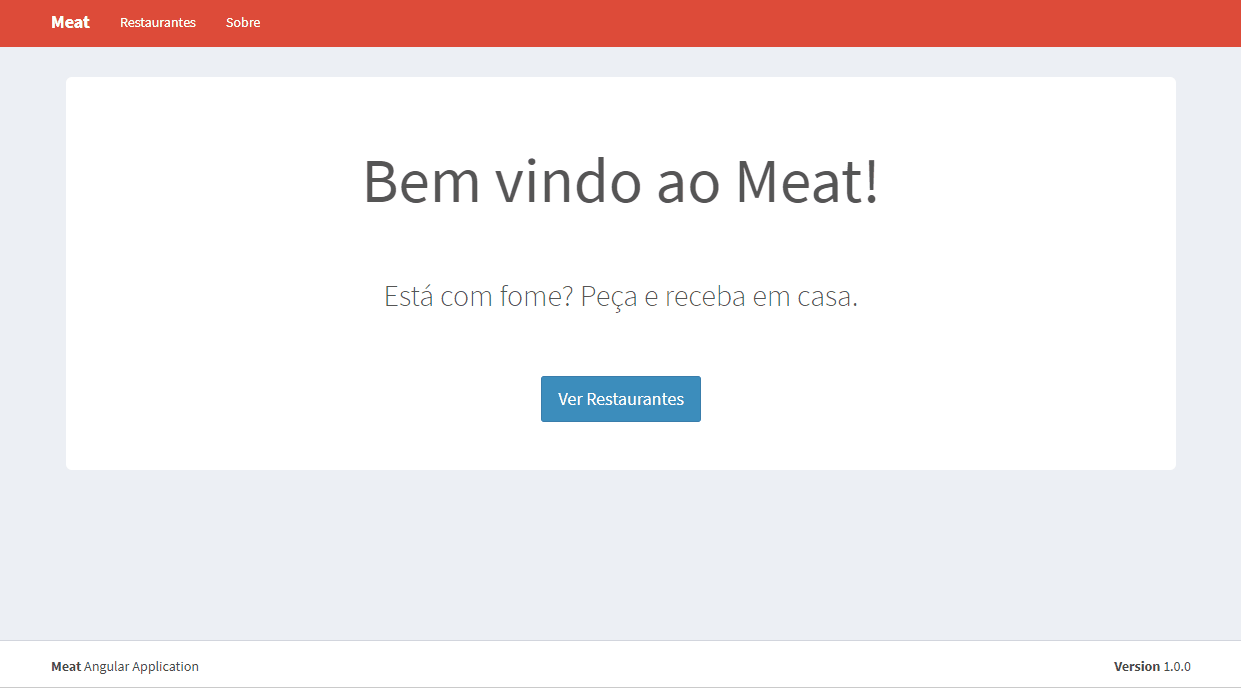 Meat Restaurantes Sobre
Bem vindo ao Meat!
Está com fome? Peça e receba em casa.
Ver Restaurantes
Meat Angular Application Version 1.0.0